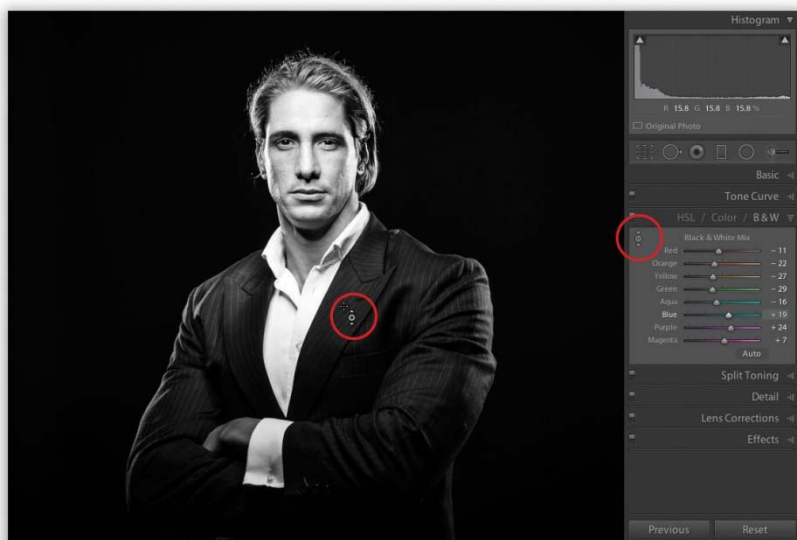 Histogram
R 15.8 G 15.8 B 15.8 %
Original Photo
Basic
Tone Curve
HSL / Color / B & W
Black & White Mix
Red - 11
Orange - 22
Yellow - 27
Green - 29
Aqua - 16
Blue + 19
Purple + 24
Magenta + 7
Auto
Split Toning
Detail
Lens Corrections
Effects
Previous Reset